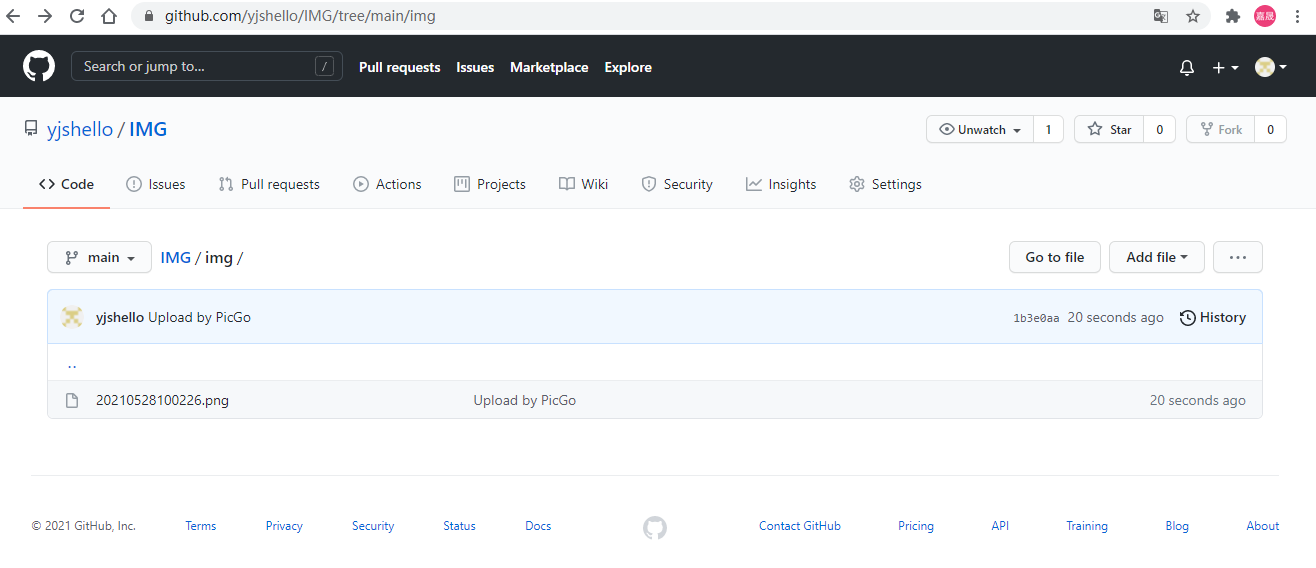 github.com/yjshello/IMG/tree/main/img
嘉晟
Search or jump to... /
Pull requests Issues Marketplace Explore
yjshello / IMG
Unwatch 1 Star 0 Fork 0
Code Issues Pull requests Actions Projects Wiki Security Insights Settings
main IMG / img / Go to file Add file ...
yjshello Upload by PicGo 1b3e0aa 20 seconds ago History
..
20210528100226.png Upload by PicGo 20 seconds ago
© 2021 GitHub, Inc. Terms Privacy Security Status Docs Contact GitHub Pricing API Training Blog About